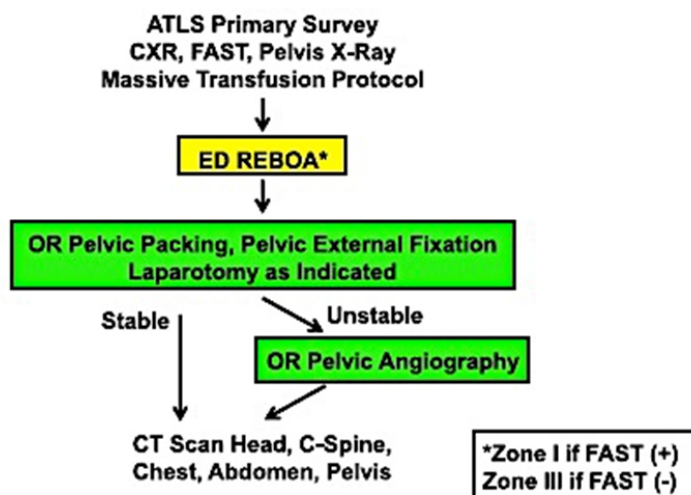 ATLS Primary Survey
CXR, FAST, Pelvis X-Ray
Massive Transfusion Protocol
ED REBOA*
OR Pelvic Packing, Pelvic External Fixation
Laparotomy as Indicated
Stable
Unstable
OR Pelvic Angiography
CT Scan Head, C-Spine,
Chest, Abdomen, Pelvis
*Zone I if FAST (+)
Zone III if FAST (-)